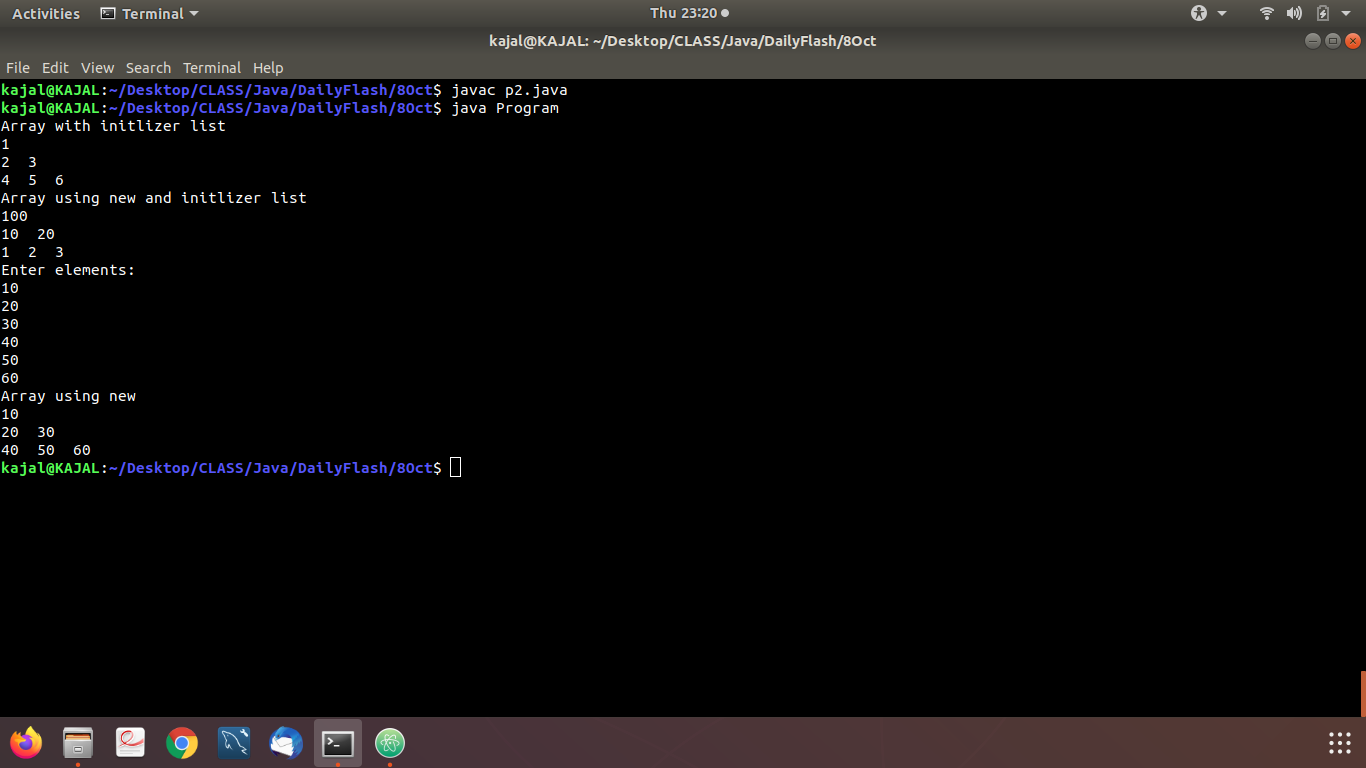 Activities Terminal Thu 23:20
kajal@KAJAL: ~/Desktop/CLASS/Java/DailyFlash/8Oct
File Edit View Search Terminal Help
kajal@KAJAL:~/Desktop/CLASS/Java/DailyFlash/8Oct$ javac p2.java
kajal@KAJAL:~/Desktop/CLASS/Java/DailyFlash/8Oct$ java Program
Array with initlizer list
1
2  3
4  5  6
Array using new and initlizer list
100
10  20
1  2  3
Enter elements:
10
20
30
40
50
60
Array using new
10
20  30
40  50  60
kajal@KAJAL:~/Desktop/CLASS/Java/DailyFlash/8Oct$